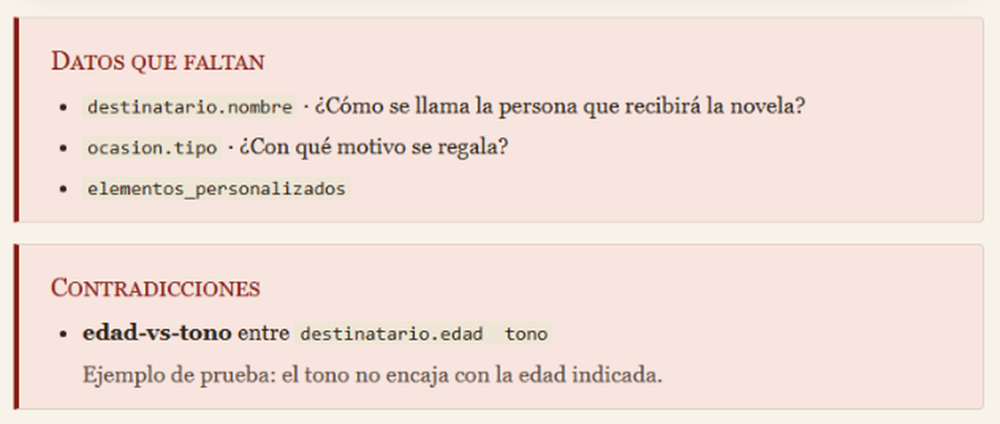 DATOS QUE FALTAN
• destinatario.nombre · ¿Cómo se llama la persona que recibirá la novela?
• ocasion.tipo · ¿Con qué motivo se regala?
• elementos_personalizados
CONTRADICCIONES
• edad-vs-tono entre destinatario.edad tono
Ejemplo de prueba: el tono no encaja con la edad indicada.